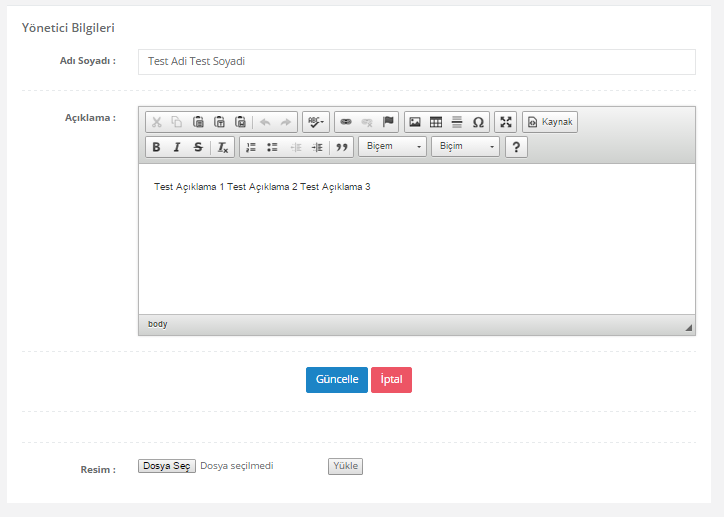 Yönetici Bilgileri
Adı Soyadı :
Test Adi Test Soyadi
Açıklama :
ABC
Kaynak
B I S Tx
Biçem
Biçim
?
Test Açıklama 1 Test Açıklama 2 Test Açıklama 3
body
Güncelle
İptal
Resim :
Dosya Seç Dosya seçilmedi
Yükle